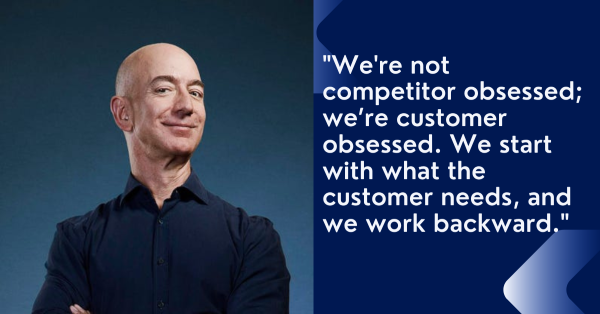 "We're not
competitor obsessed;
we’re customer
obsessed. We start
with what the
customer needs, and
we work backward."